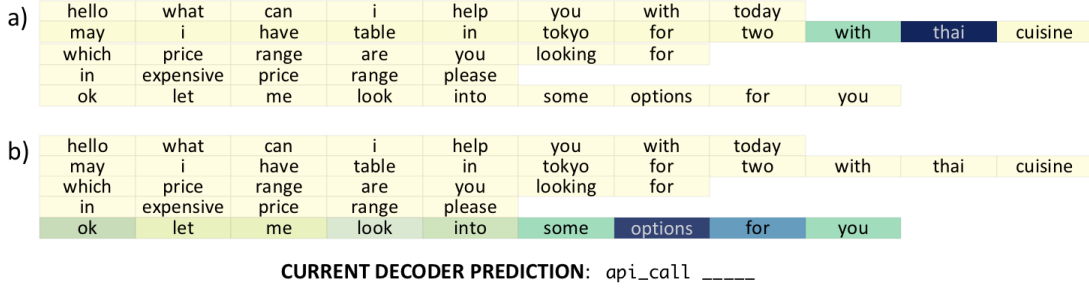 a)
hello what can i help you with today
may i have table in tokyo for two with thai cuisine
which price range are you looking for
in expensive price range please
ok let me look into some options for you
b)
hello what can i help you with today
may i have table in tokyo for two with thai cuisine
which price range are you looking for
in expensive price range please
ok let me look into some options for you
CURRENT DECODER PREDICTION: api_call _____